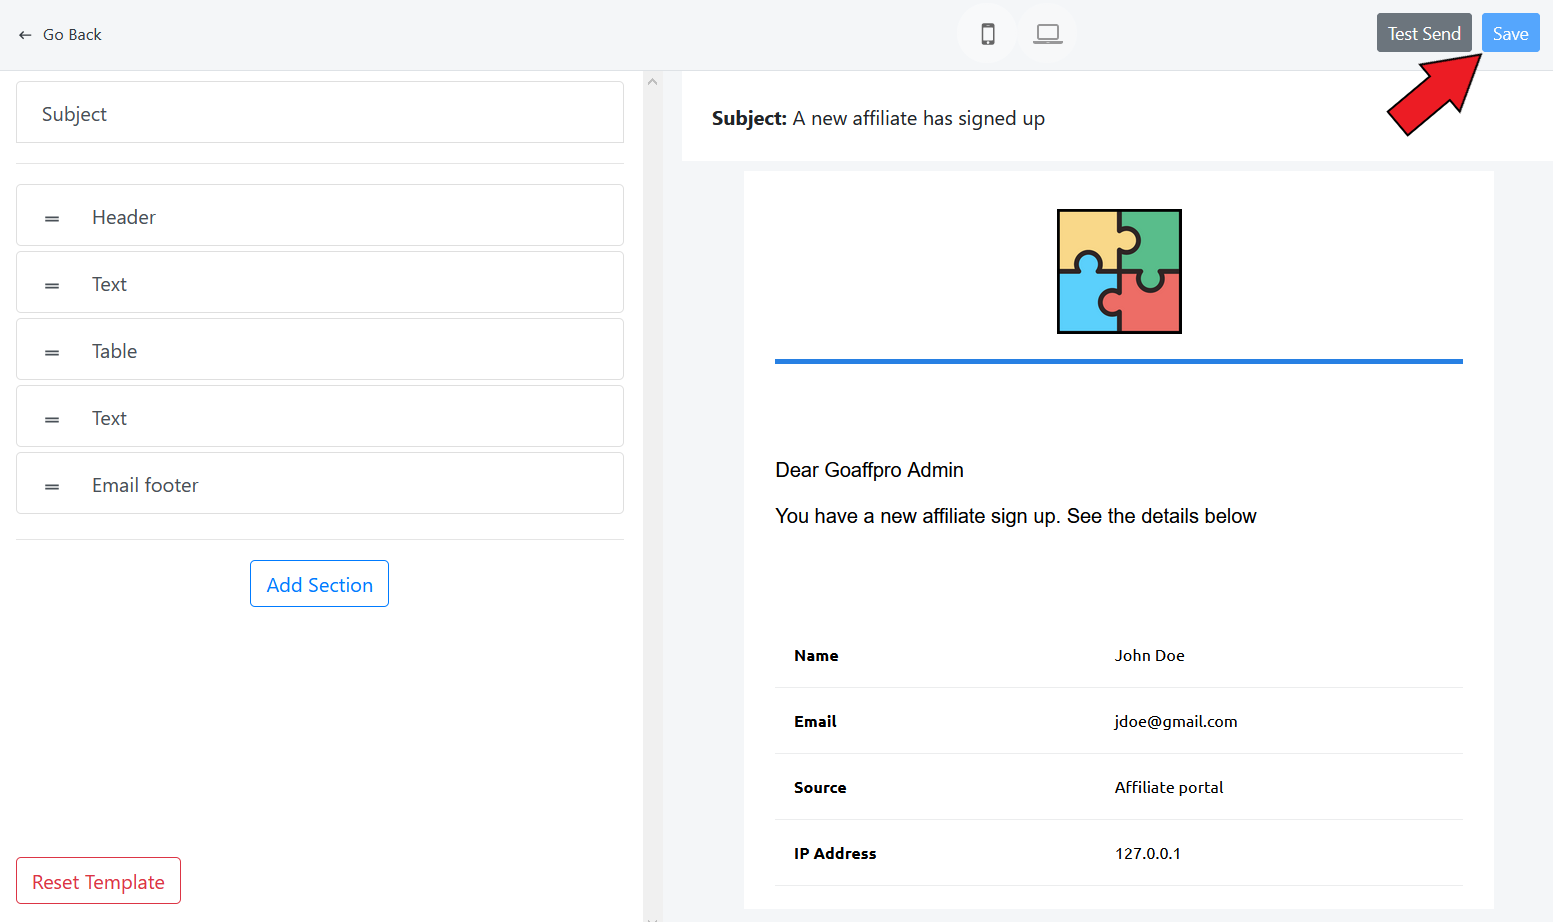 Go Back
Test Send
Save
Subject
Header
Text
Table
Text
Email footer
Add Section
Reset Template
Subject: A new affiliate has signed up
Dear Goaffpro Admin
You have a new affiliate sign up. See the details below
Name John Doe
Email jdoe@gmail.com
Source Affiliate portal
IP Address 127.0.0.1